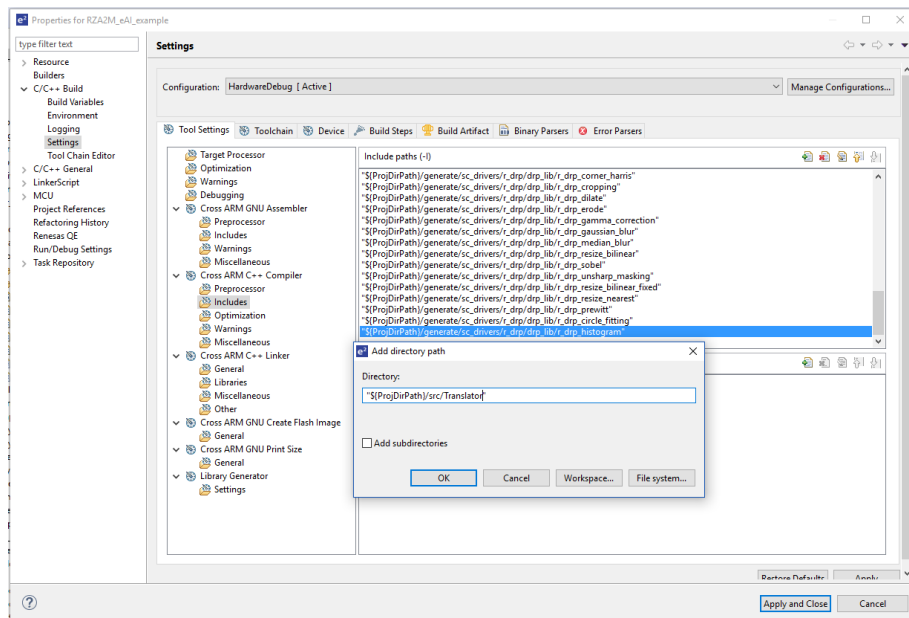 Properties for RZA2M_eAI_example
type filter text
Resource
Builders
C/C++ Build
Build Variables
Environment
Logging
Settings
Tool Chain Editor
C/C++ General
LinkerScript
MCU
Project References
Refactoring History
Renesas QE
Run/Debug Settings
Task Repository
Settings
Configuration: HardwareDebug [ Active ]
Manage Configurations...
Tool Settings Toolchain Device Build Steps Build Artifact Binary Parsers Error Parsers
Target Processor
Optimization
Warnings
Debugging
Cross ARM GNU Assembler
Preprocessor
Includes
Warnings
Miscellaneous
Cross ARM C++ Compiler
Preprocessor
Includes
Optimization
Warnings
Miscellaneous
Cross ARM C++ Linker
General
Libraries
Miscellaneous
Other
Cross ARM GNU Create Flash Image
General
Cross ARM GNU Print Size
General
Library Generator
Settings
Include paths (-I)
"${ProjDirPath}/generate/sc_drivers/r_drp/drp_lib/r_drp_corner_harris"
"${ProjDirPath}/generate/sc_drivers/r_drp/drp_lib/r_drp_cropping"
"${ProjDirPath}/generate/sc_drivers/r_drp/drp_lib/r_drp_dilate"
"${ProjDirPath}/generate/sc_drivers/r_drp/drp_lib/r_drp_erode"
"${ProjDirPath}/generate/sc_drivers/r_drp/drp_lib/r_drp_gamma_correction"
"${ProjDirPath}/generate/sc_drivers/r_drp/drp_lib/r_drp_gaussian_blur"
"${ProjDirPath}/generate/sc_drivers/r_drp/drp_lib/r_drp_median_blur"
"${ProjDirPath}/generate/sc_drivers/r_drp/drp_lib/r_drp_resize_bilinear"
"${ProjDirPath}/generate/sc_drivers/r_drp/drp_lib/r_drp_sobel"
"${ProjDirPath}/generate/sc_drivers/r_drp/drp_lib/r_drp_unsharp_masking"
"${ProjDirPath}/generate/sc_drivers/r_drp/drp_lib/r_drp_resize_bilinear_fixed"
"${ProjDirPath}/generate/sc_drivers/r_drp/drp_lib/r_drp_resize_nearest"
"${ProjDirPath}/generate/sc_drivers/r_drp/drp_lib/r_drp_prewitt"
"${ProjDirPath}/generate/sc_drivers/r_drp/drp_lib/r_drp_circle_fitting"
"${ProjDirPath}/generate/sc_drivers/r_drp/drp_lib/r_drp_histogram"
Add directory path
Directory:
"${ProjDirPath}/src/Translator"
Add subdirectories
OK Cancel Workspace... File system...
Restore Defaults Apply
Apply and Close Cancel